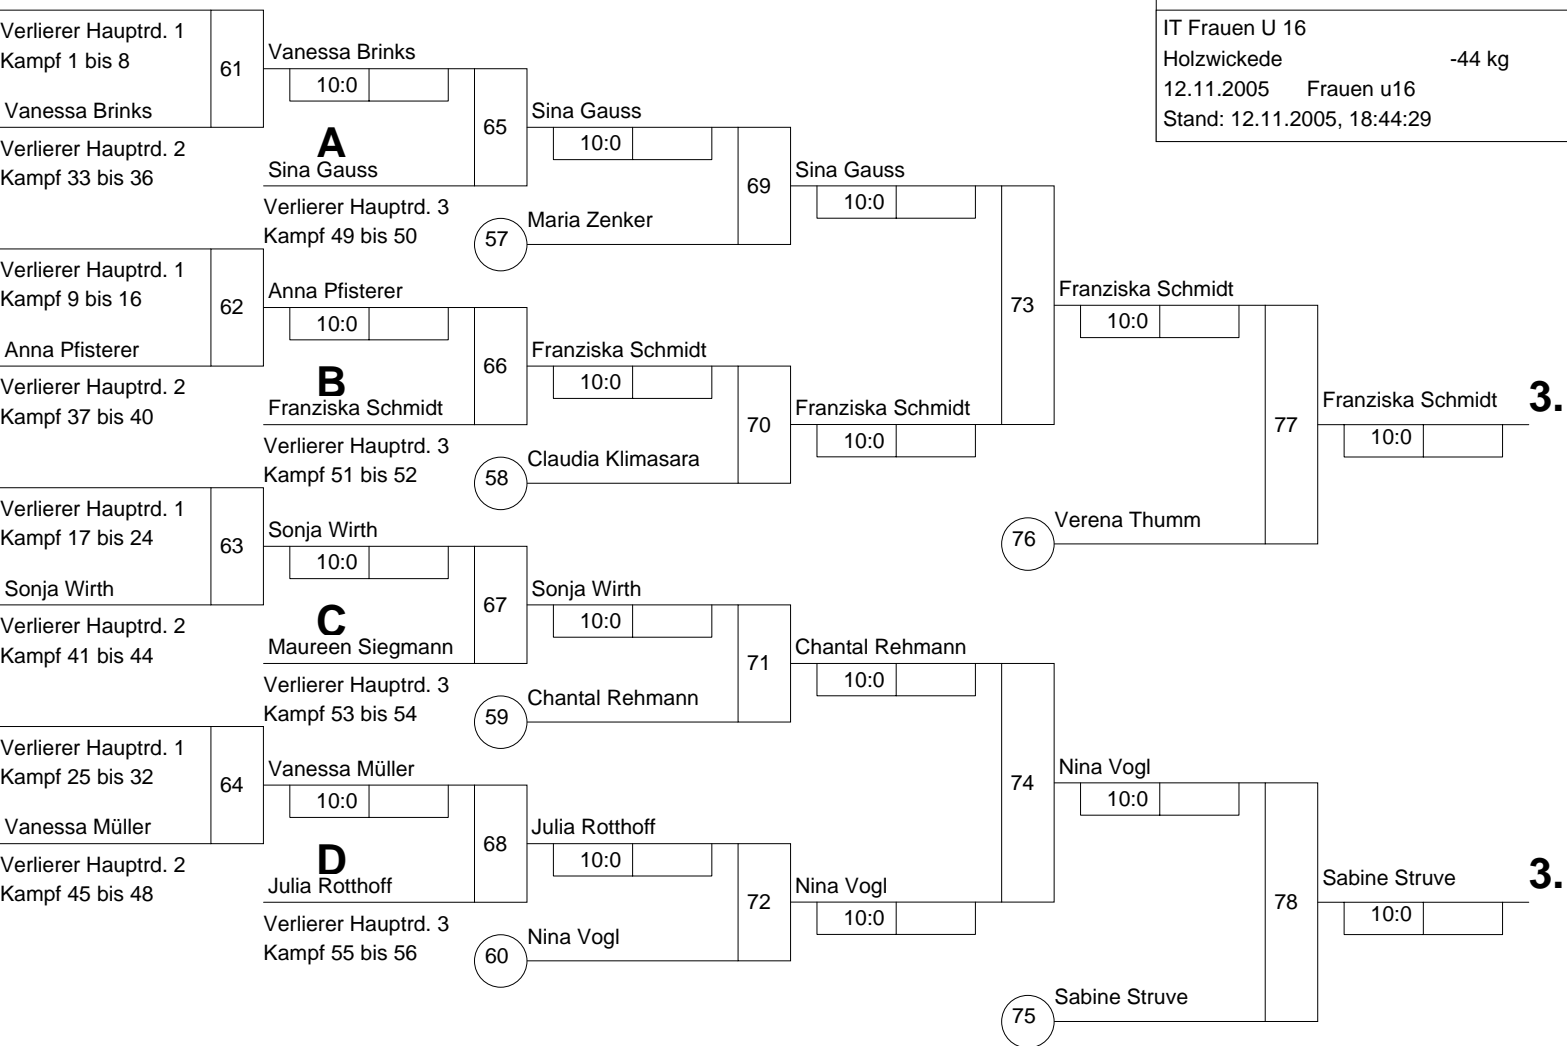 IT Frauen U 16
Holzwickede -44 kg
12.11.2005 Frauen u16
Stand: 12.11.2005, 18:44:29
Verlierer Hauptrd. 1
Kampf 1 bis 8
61
Vanessa Brinks
Vanessa Brinks
10:0
Verlierer Hauptrd. 2
Kampf 33 bis 36
A
Sina Gauss
65
Sina Gauss
10:0
Verlierer Hauptrd. 3
Kampf 49 bis 50
57
Maria Zenker
69
Sina Gauss
10:0
Verlierer Hauptrd. 1
Kampf 9 bis 16
62
Anna Pfisterer
Anna Pfisterer
10:0
Verlierer Hauptrd. 2
Kampf 37 bis 40
B
Franziska Schmidt
66
Franziska Schmidt
10:0
Verlierer Hauptrd. 3
Kampf 51 bis 52
58
Claudia Klimasara
70
Franziska Schmidt
10:0
73
Franziska Schmidt
10:0
76
Verena Thumm
77
Franziska Schmidt
10:0
3.
Verlierer Hauptrd. 1
Kampf 17 bis 24
63
Sonja Wirth
Sonja Wirth
10:0
Verlierer Hauptrd. 2
Kampf 41 bis 44
C
Maureen Siegmann
67
Sonja Wirth
10:0
Verlierer Hauptrd. 3
Kampf 53 bis 54
59
Chantal Rehmann
71
Chantal Rehmann
10:0
Verlierer Hauptrd. 1
Kampf 25 bis 32
64
Vanessa Müller
Vanessa Müller
10:0
Verlierer Hauptrd. 2
Kampf 45 bis 48
D
Julia Rotthoff
68
Julia Rotthoff
10:0
Verlierer Hauptrd. 3
Kampf 55 bis 56
60
Nina Vogl
72
Nina Vogl
10:0
74
Nina Vogl
10:0
75
Sabine Struve
78
Sabine Struve
10:0
3.